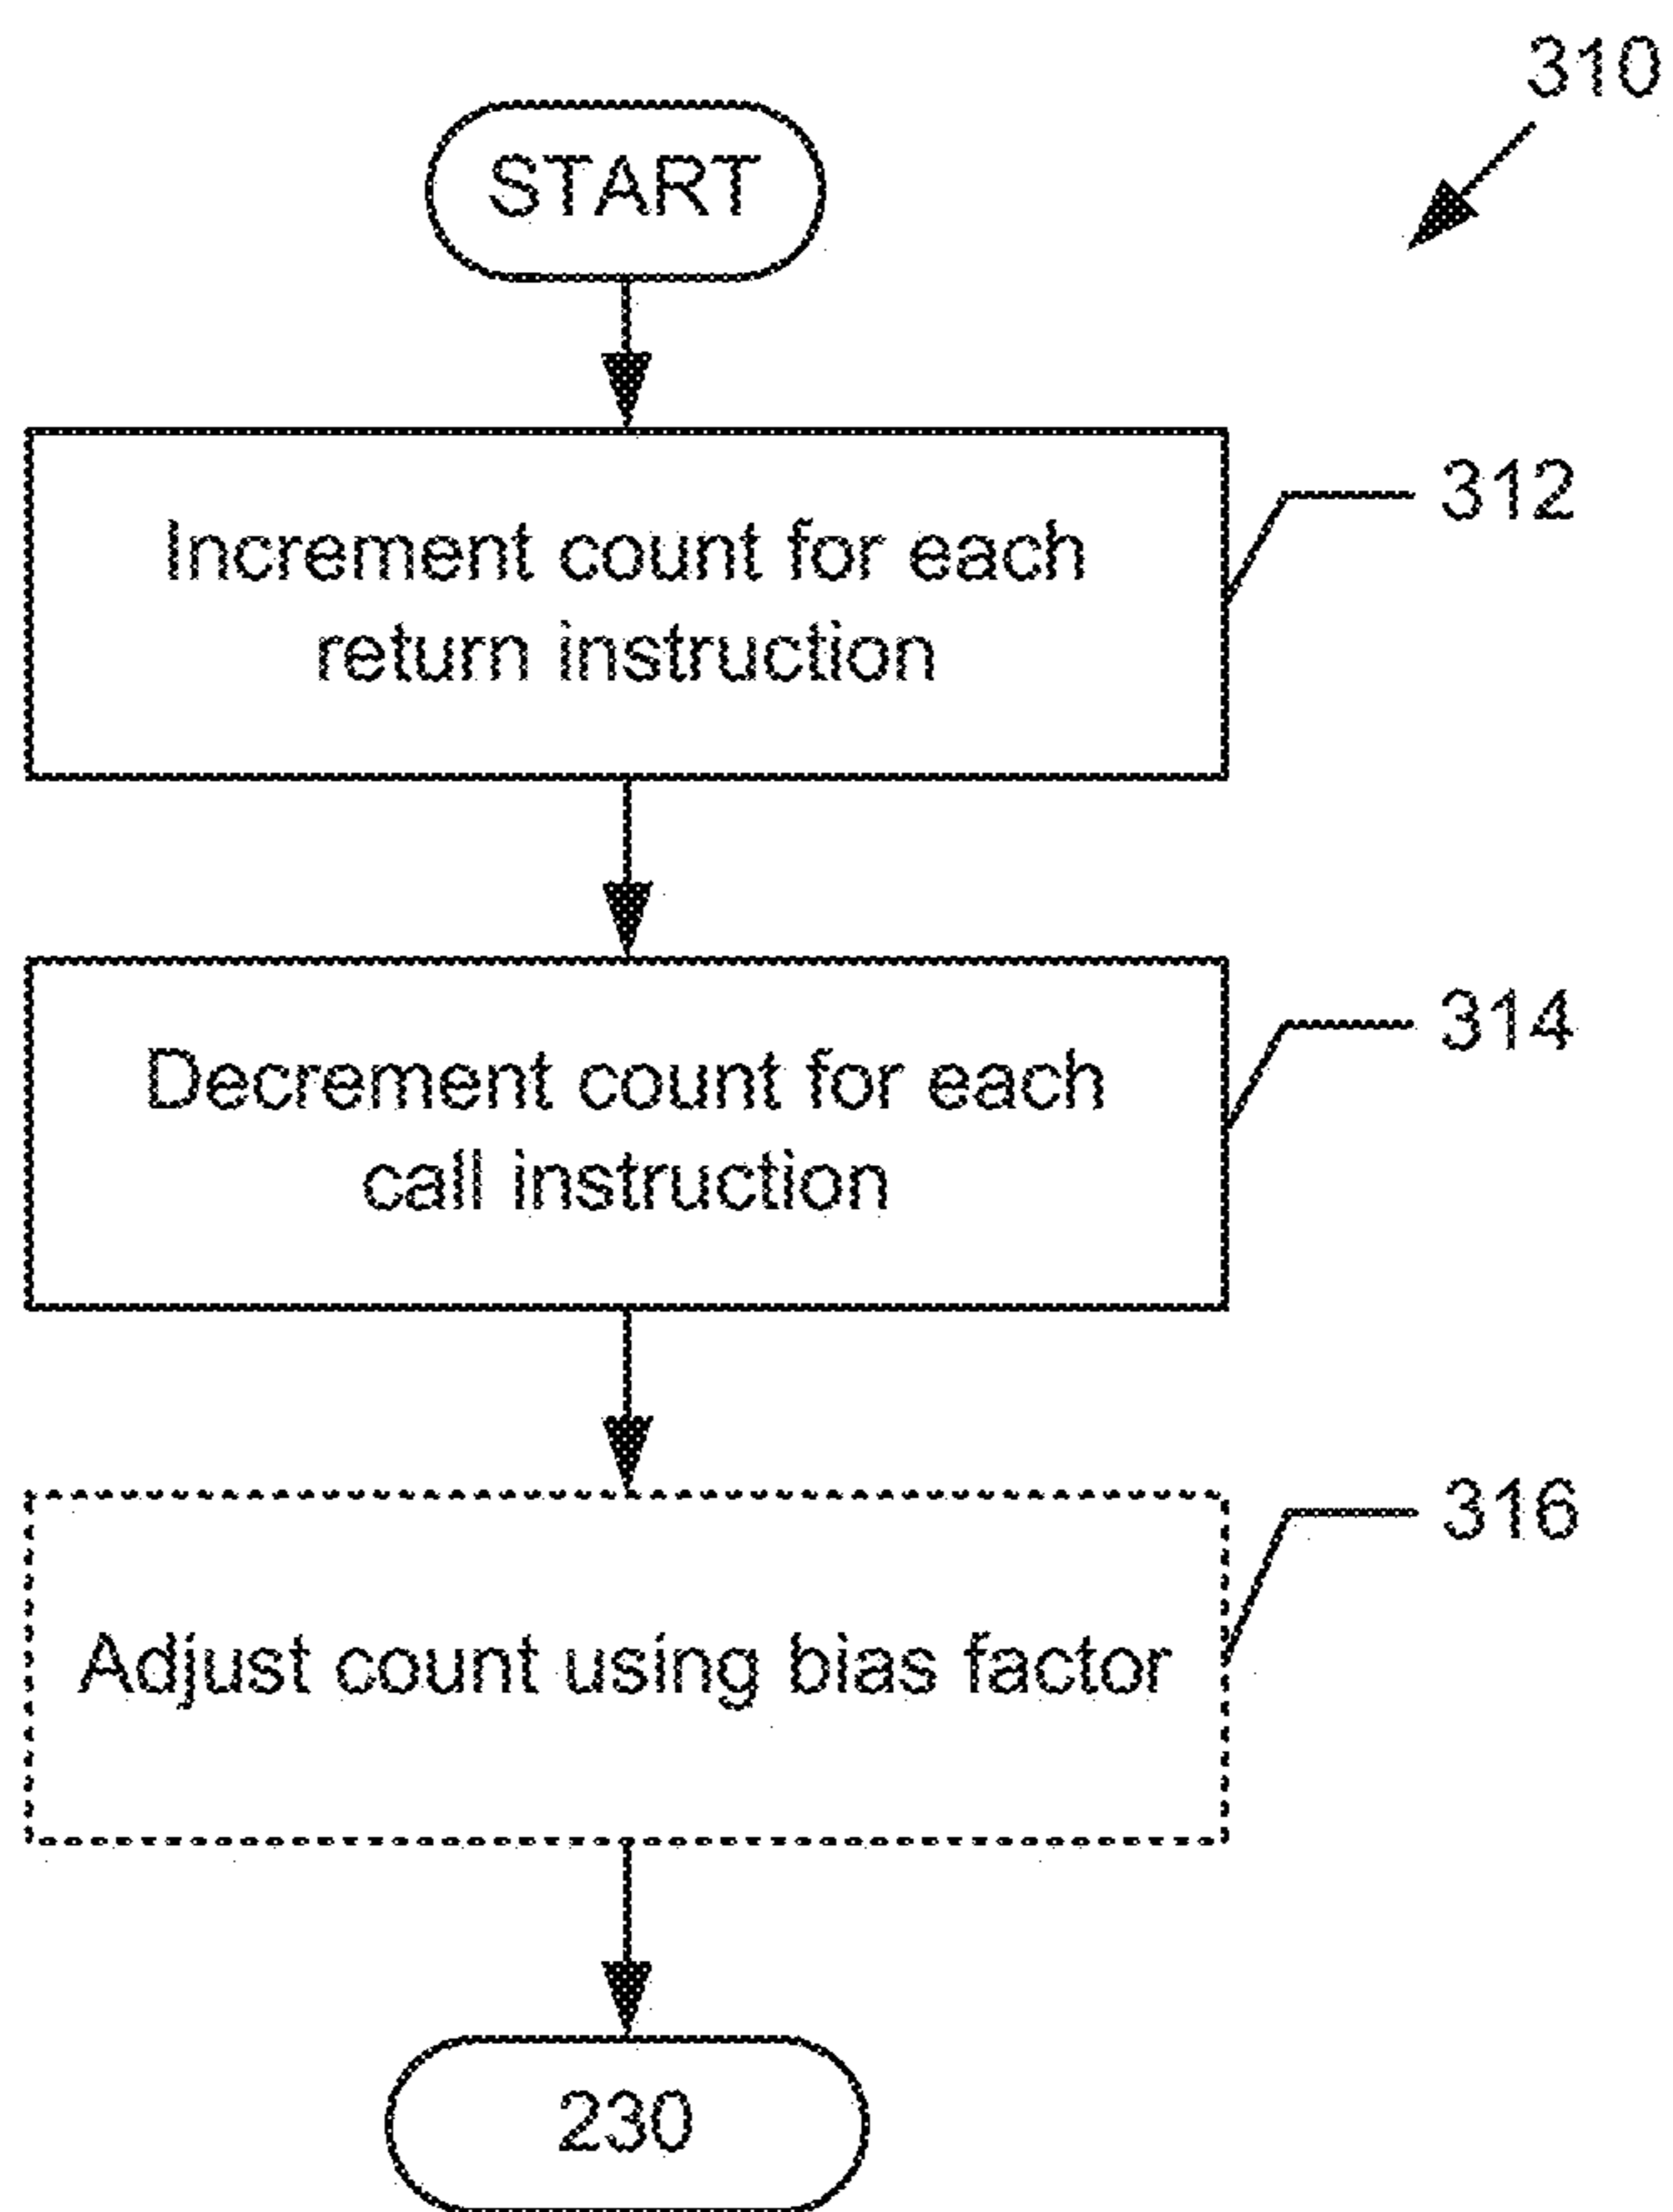 310
START
312
Increment count for each
return instruction
314
Decrement count for each
call instruction
316
Adjust count using bias factor
230